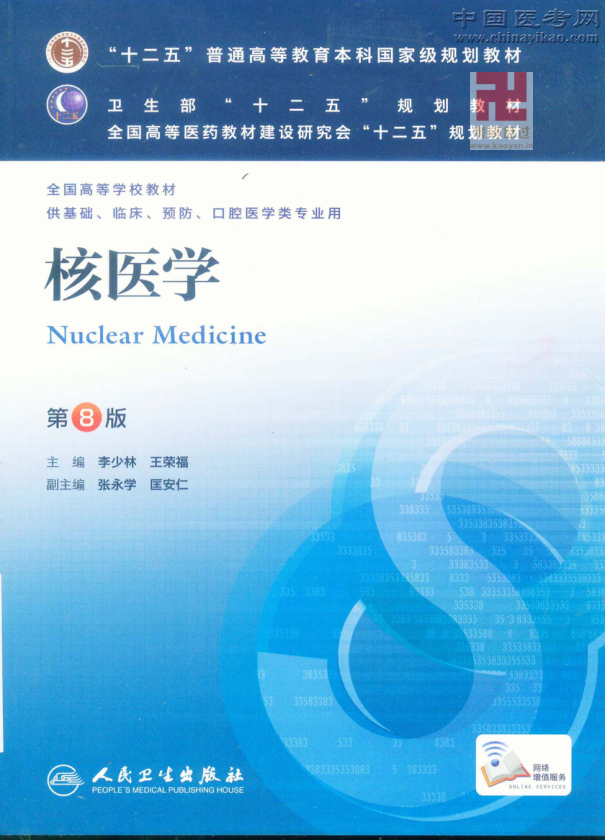 中国医考网
www.chinayikao.com
“十二五”普通高等教育本科国家级规划教材
十二五
卫生部“十二五”规划教材
全国高等医药教材建设研究会“十二五”规划教材
www.kaoyen.in
全国高等学校教材
供基础、临床、预防、口腔医学类专业用
核医学
Nuclear Medicine
第8版
主 编 李少林 王荣福
副主编 张永学 匡安仁
人民卫生出版社
PEOPLE'S MEDICAL PUBLISHING HOUSE
网络
增值服务
ONLINE SERVICES